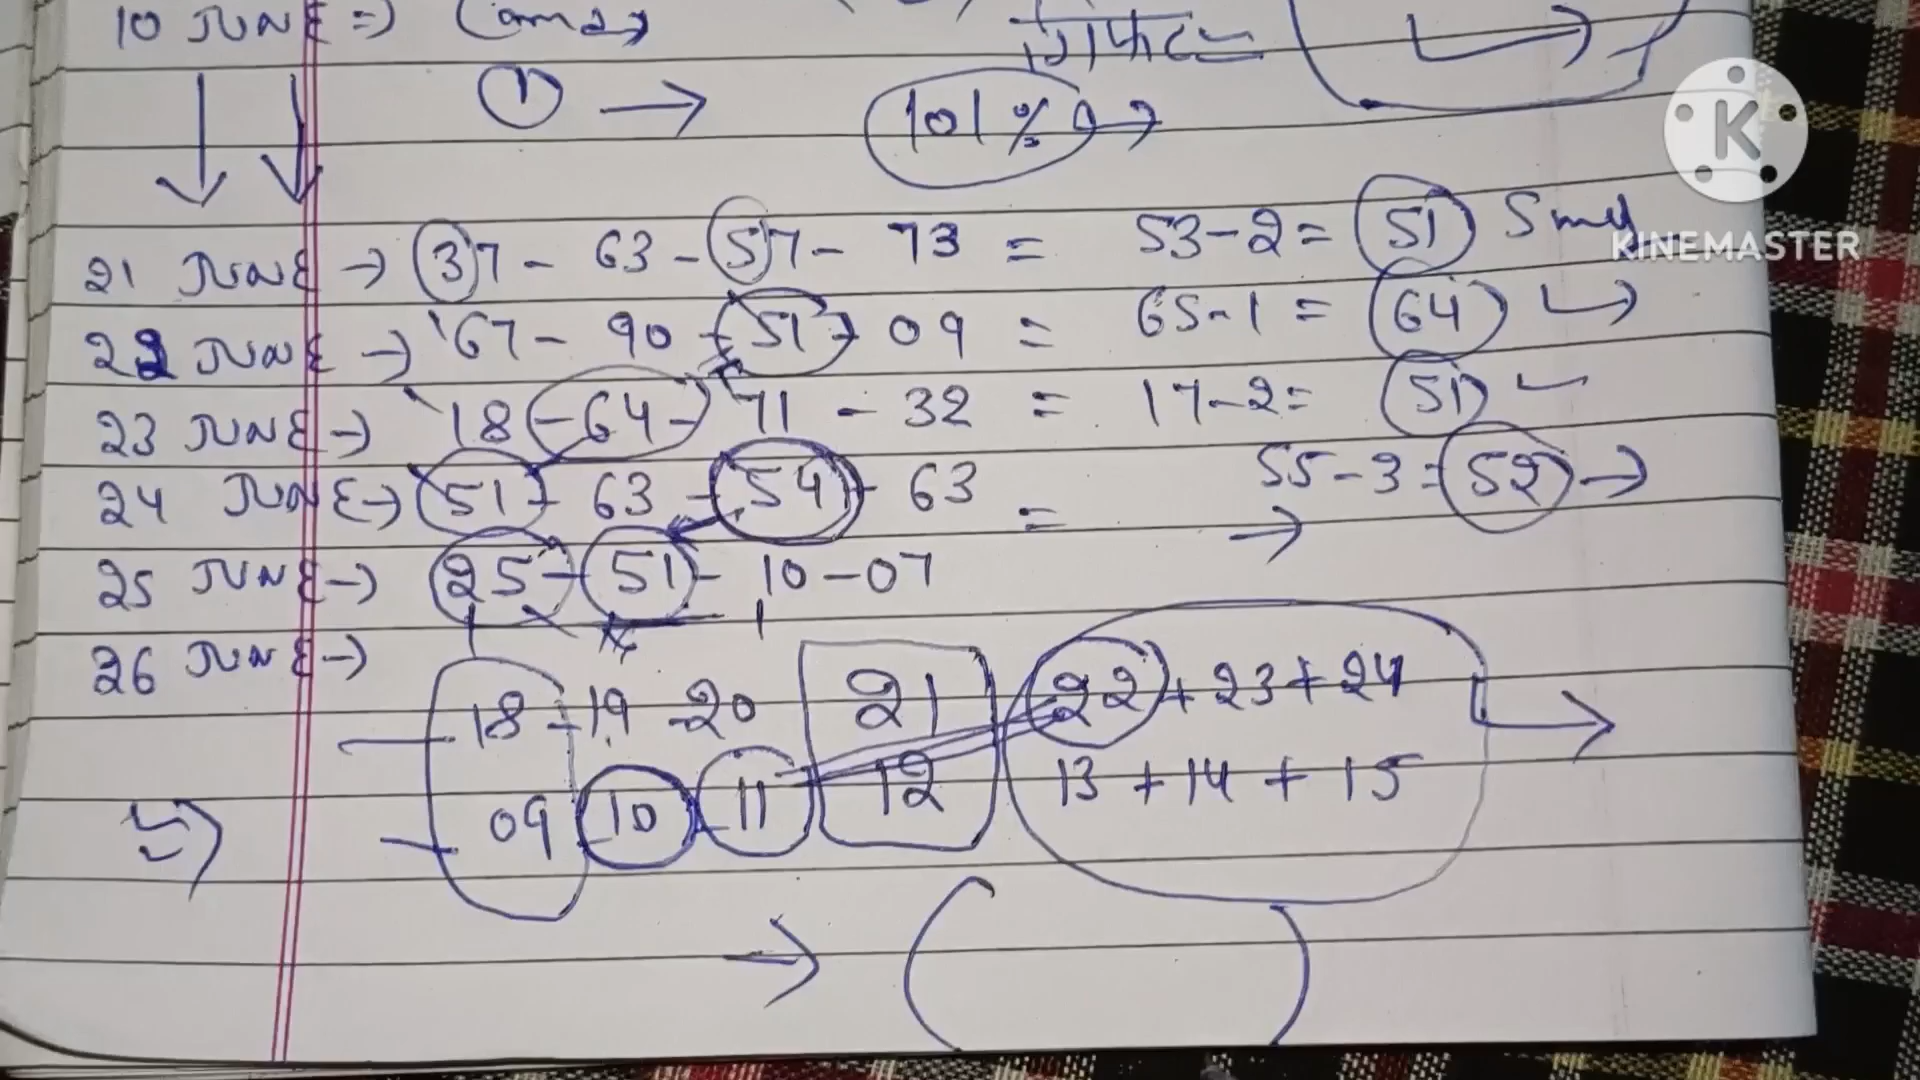 10 JUNE =>
1 →
101% →
K
KINEMASTER
21 JUNE → 37 - 63 - 57 - 73 = 53-2 = 51
22 JUNE → 67 - 90 - 51 - 09 = 65-1 = 64
23 JUNE → 18 - 64 - 71 - 32 = 17-2 = 51
24 JUNE → 51 - 63 - 54 - 63 = 55-3 = 52 →
25 JUNE → 25 - 51 - 10 - 07
26 JUNE →
18 - 19 - 20 21 22 + 23 + 24
09 10 11 12 13 + 14 + 15